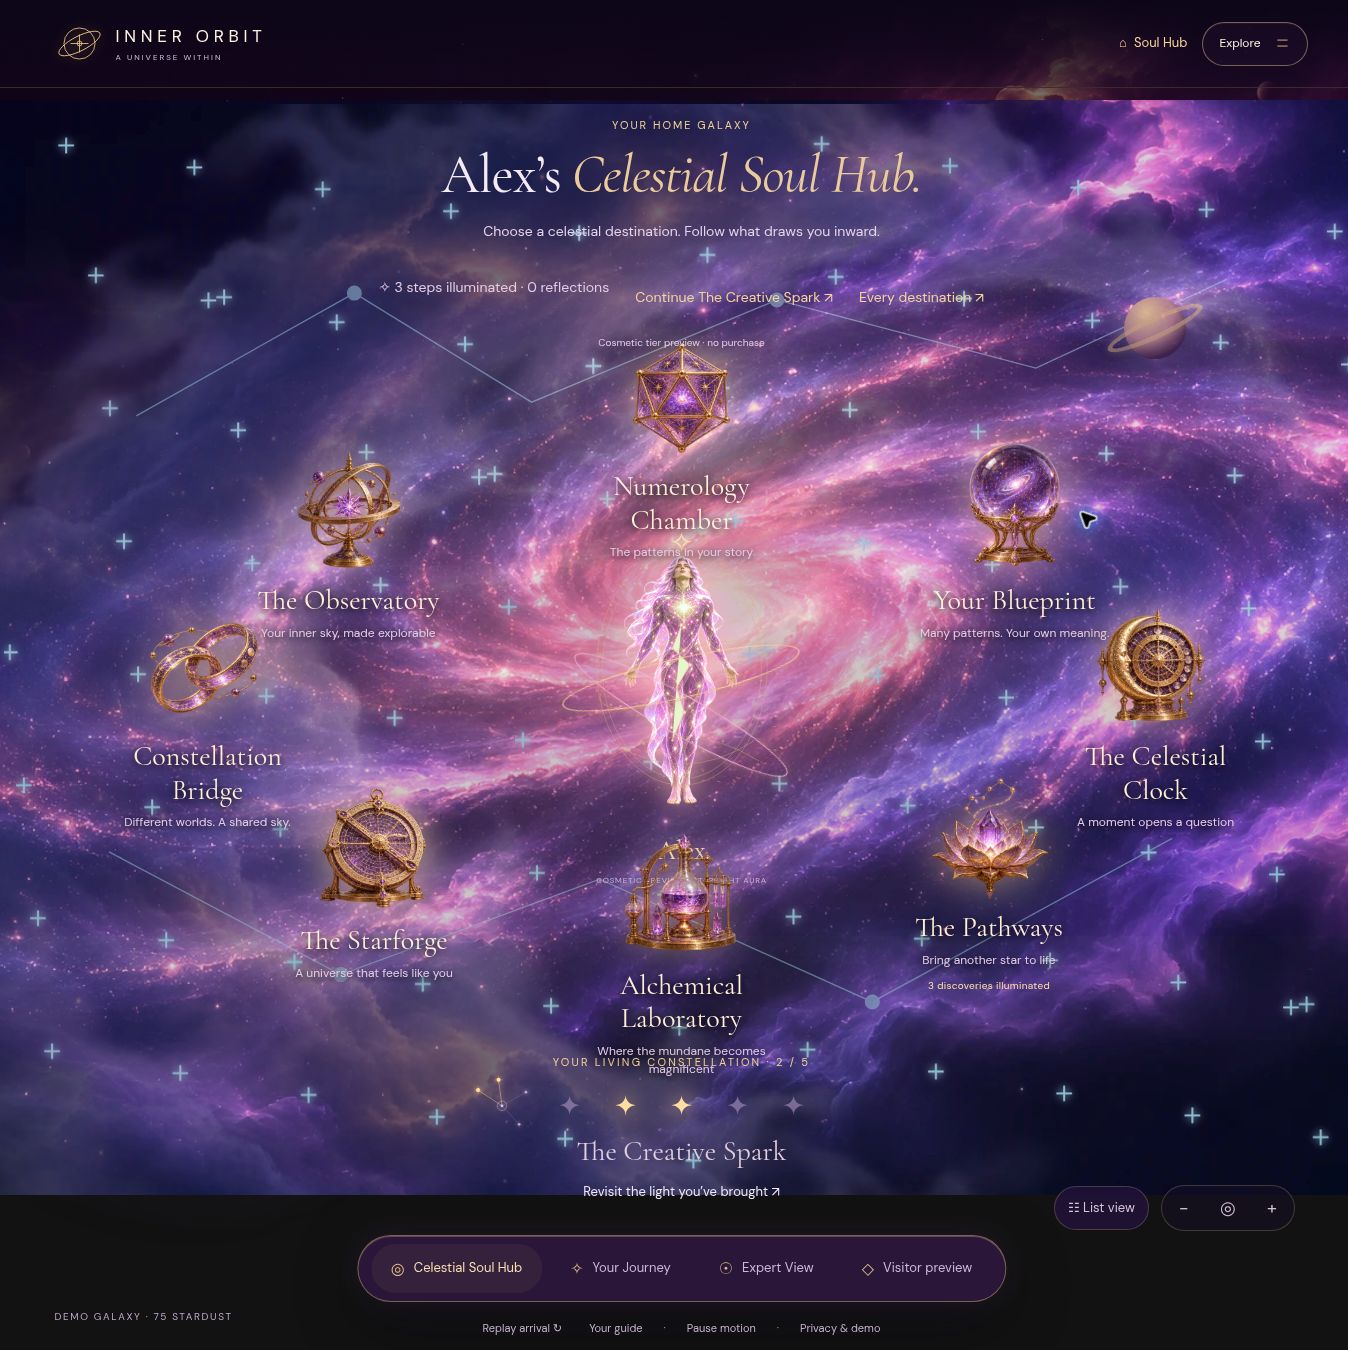 INNER ORBIT
A UNIVERSE WITHIN
Soul Hub
Explore
YOUR HOME GALAXY
Alex’s Celestial Soul Hub.
Choose a celestial destination. Follow what draws you inward.
3 steps illuminated · 0 reflections
Continue The Creative Spark ↗
Every destination ↗
Cosmetic tier preview · no purchase
Numerology
Chamber
The patterns in your story
The Observatory
Your inner sky, made explorable
Your Blueprint
Many patterns. Your own meaning.
Constellation
Bridge
Different worlds. A shared sky.
The Celestial
Clock
A moment opens a question
The Starforge
A universe that feels like you
COSMETIC
AURA
The Pathways
Bring another star to life
3 discoveries illuminated
Alchemical
Laboratory
Where the mundane becomes
magnificent
YOUR LIVING CONSTELLATION · 2 / 5
The Creative Spark
Revisit the light you’ve brought ↗
List view
− +
Celestial Soul Hub
Your Journey
Expert View
Visitor preview
DEMO GALAXY · 75 STARDUST
Replay arrival ↻
Your guide · Pause motion · Privacy & demo